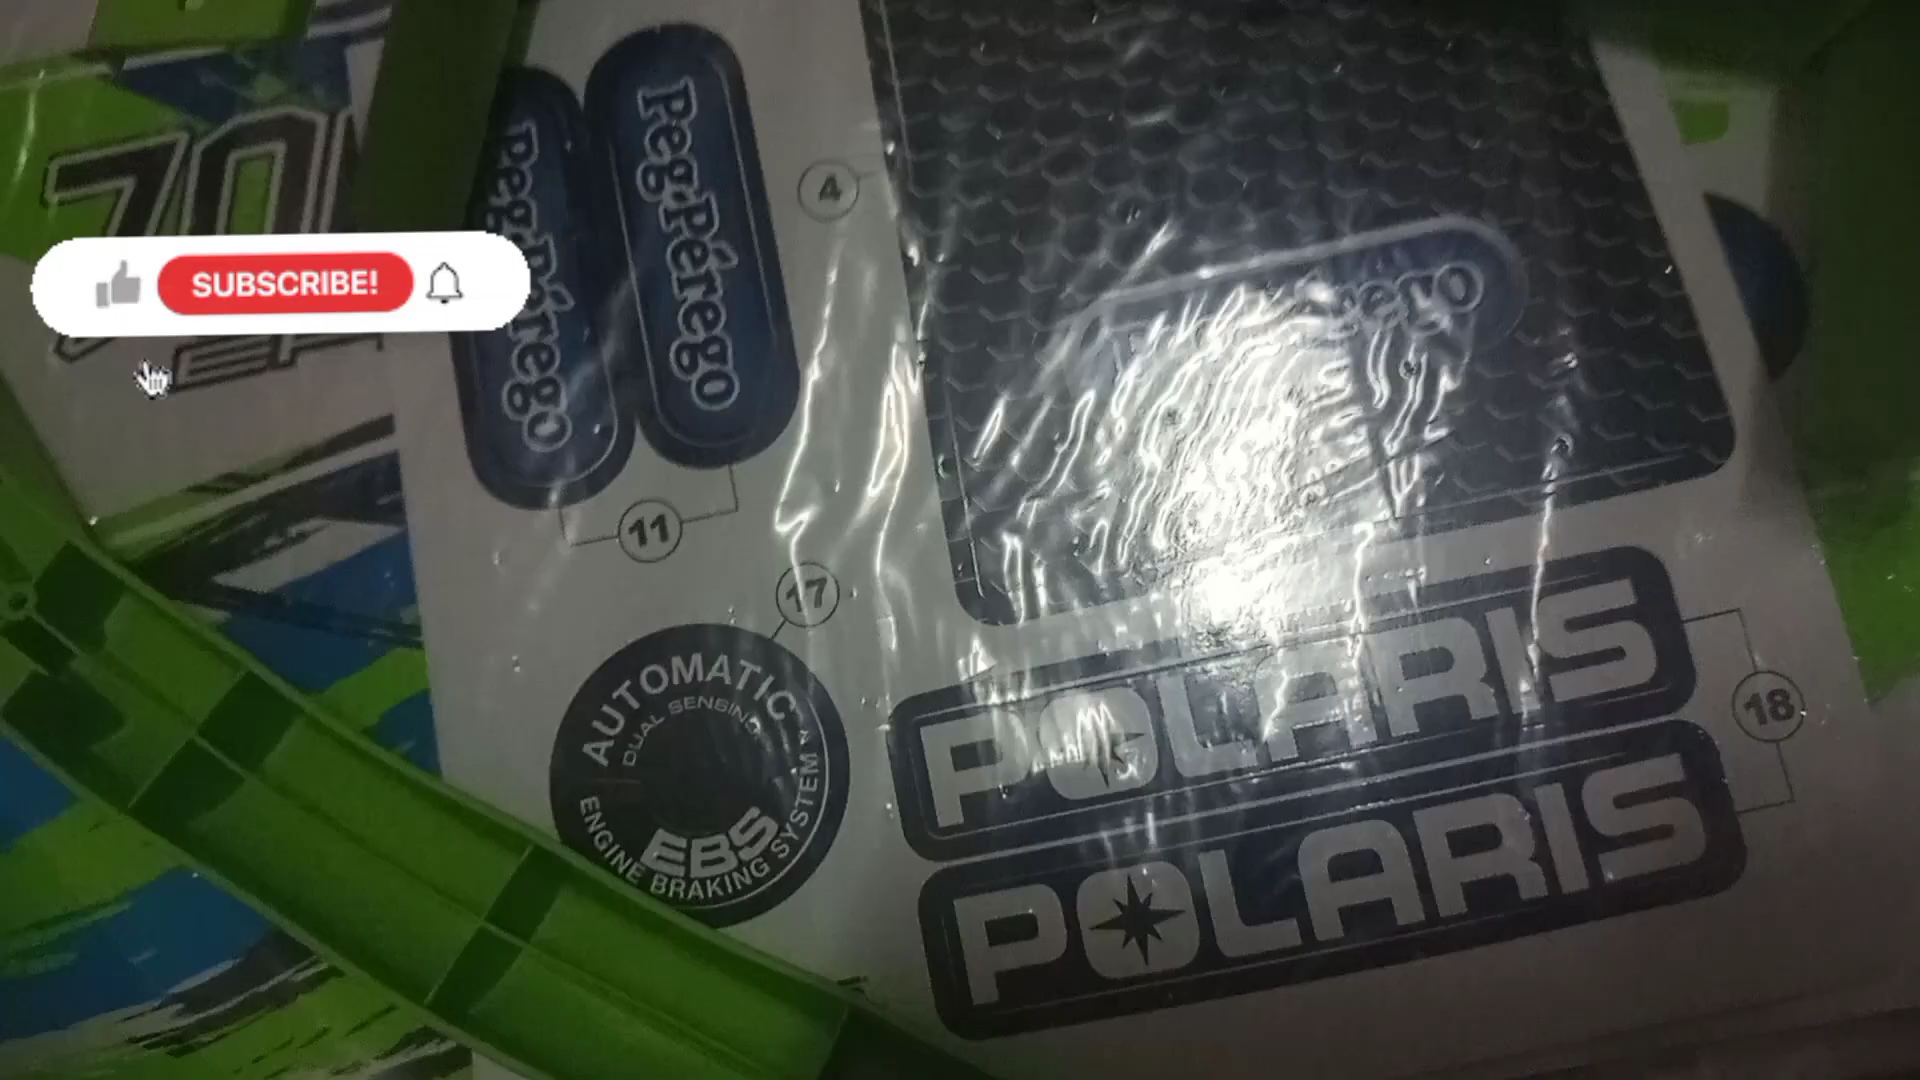 70
SUBSCRIBE!
Peg Pérego
Peg Pérego
4
11
17
AUTOMATIC
DUAL SENSING
EBS
ENGINE BRAKING SYSTEM
POLARIS
POLARIS
18